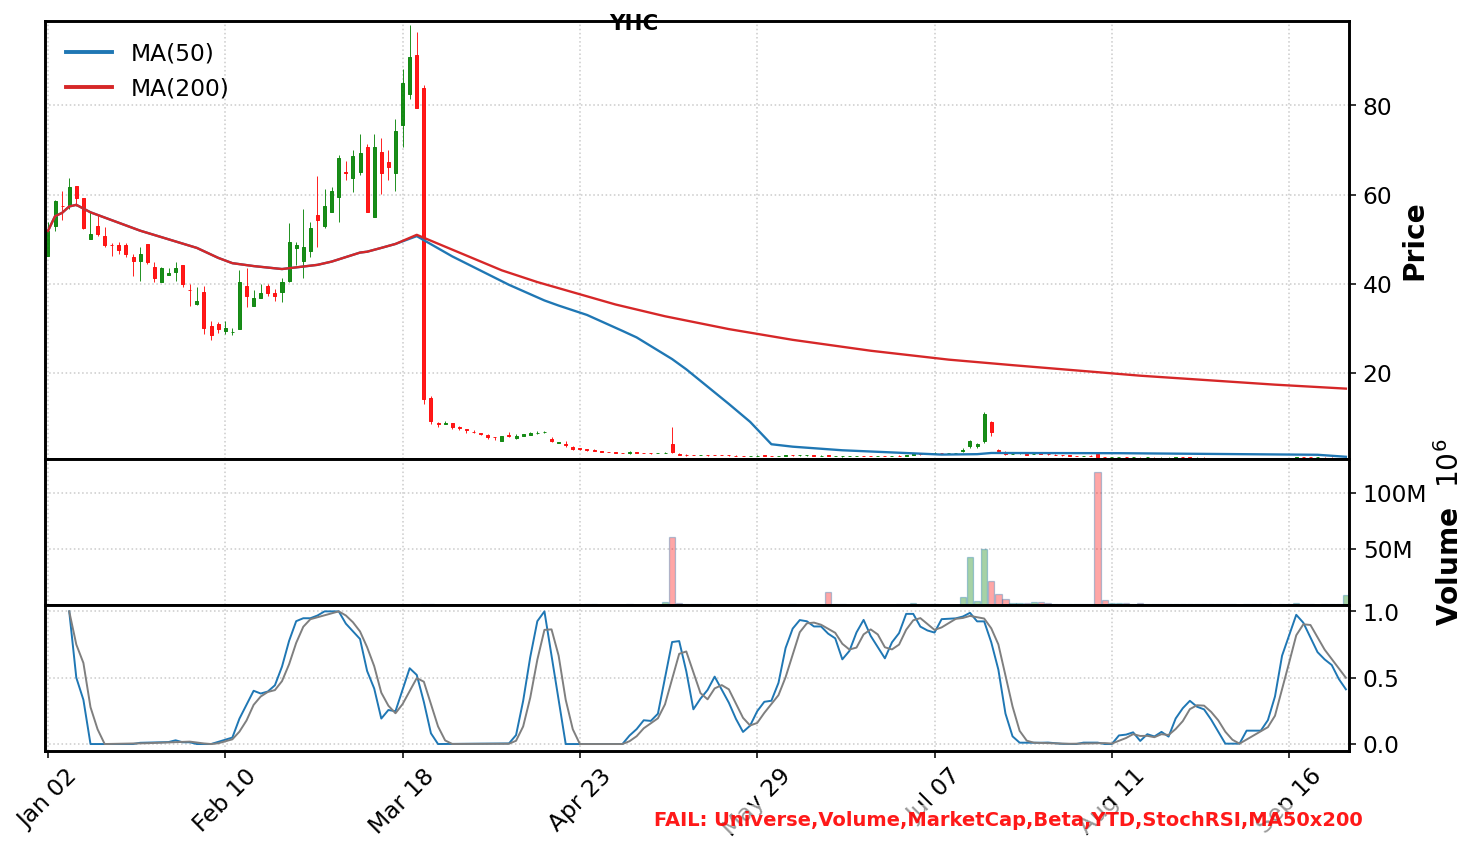 YHC
MA(50)
MA(200)
80
60
40
20
Price
100M
50M
Volume 10⁶
1.0
0.5
0.0
Jan 02
Feb 10
Mar 18
Apr 23
May 29
Jul 07
Aug 11
Sep 16
FAIL: Universe,Volume,MarketCap,Beta,YTD,StochRSI,MA50x200